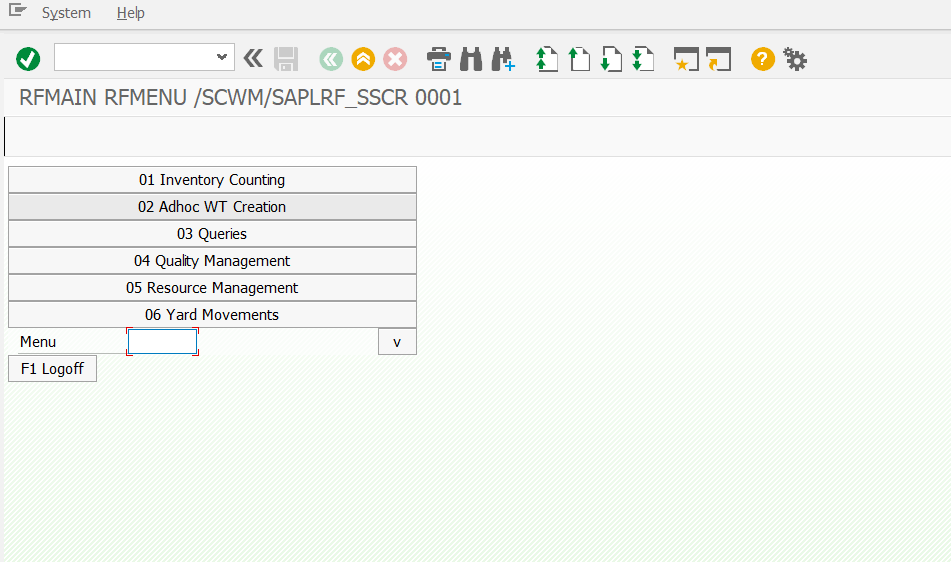 System Help
RFMAIN RFMENU /SCWM/SAPLRF_SSCR 0001
01 Inventory Counting
02 Adhoc WT Creation
03 Queries
04 Quality Management
05 Resource Management
06 Yard Movements
Menu v
F1 Logoff